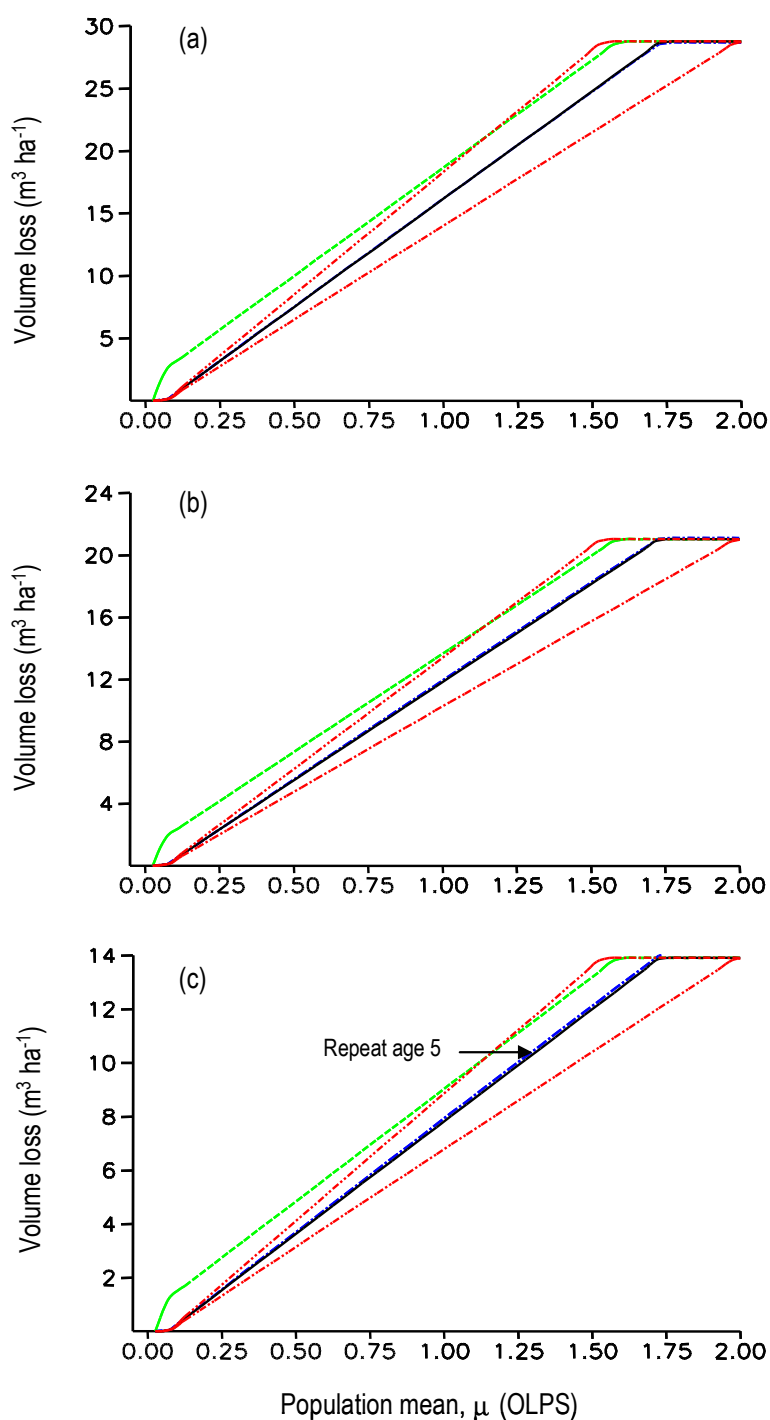 (a)
Volume loss (m³ ha⁻¹)
30
25
20
15
10
5
0.00 0.25 0.50 0.75 1.00 1.25 1.50 1.75 2.00
(b)
Volume loss (m³ ha⁻¹)
24
20
16
12
8
4
0.00 0.25 0.50 0.75 1.00 1.25 1.50 1.75 2.00
(c)
Volume loss (m³ ha⁻¹)
14
12
10
8
6
4
2
Repeat age 5
0.00 0.25 0.50 0.75 1.00 1.25 1.50 1.75 2.00
Population mean, μ (OLPS)